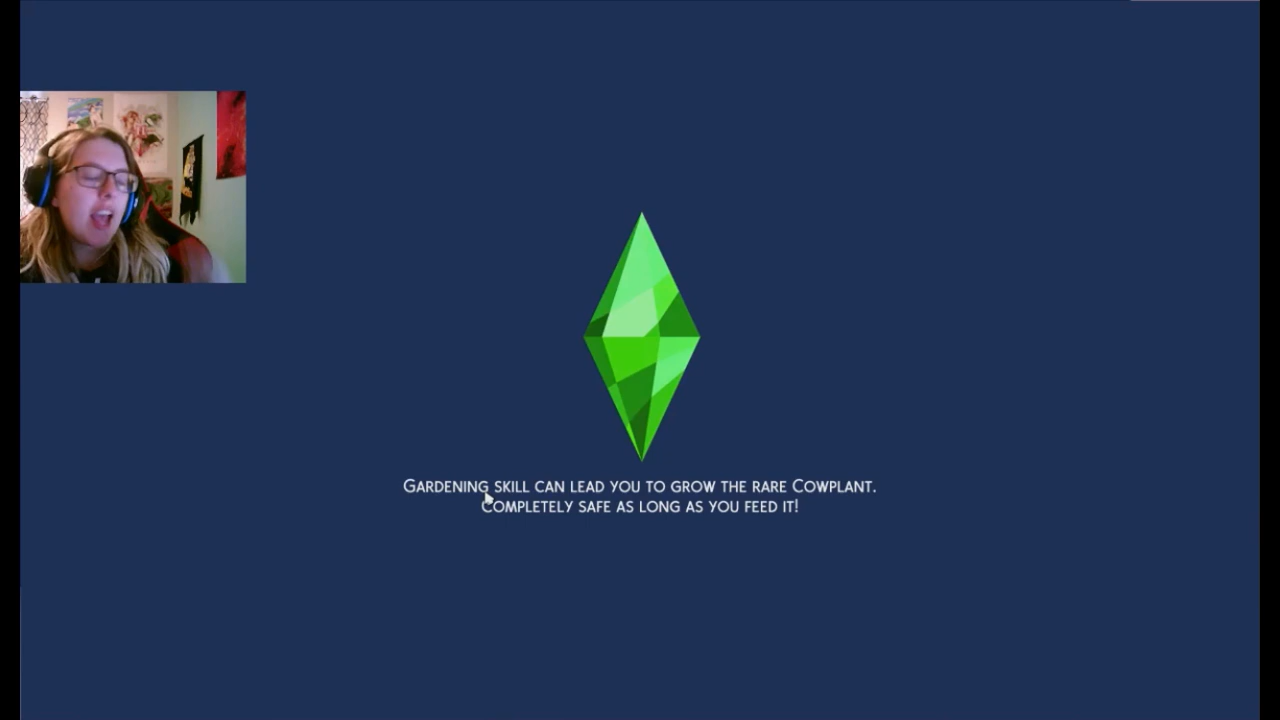 Gardening skill can lead you to grow the rare Cowplant.
Completely safe as long as you feed it!